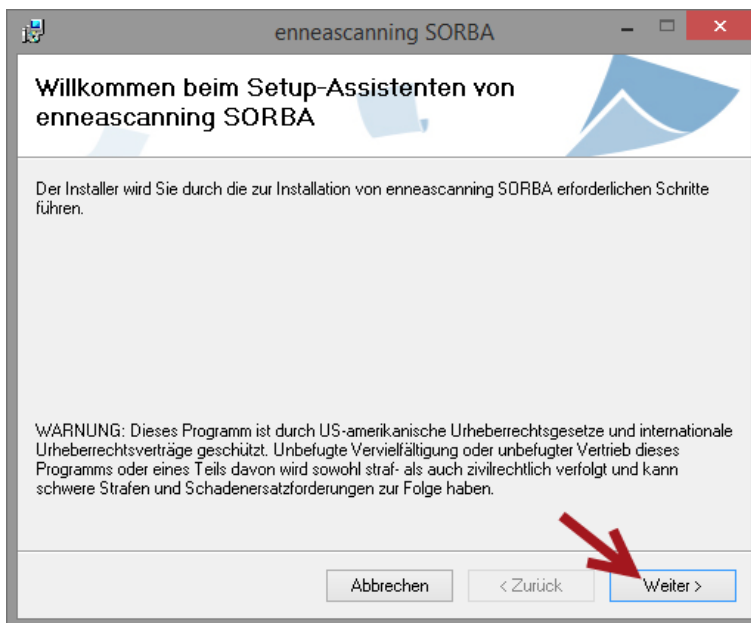 enneascanning SORBA
Willkommen beim Setup-Assistenten von
enneascanning SORBA
Der Installer wird Sie durch die zur Installation von enneascanning SORBA erforderlichen Schritte
führen.
WARNUNG: Dieses Programm ist durch US-amerikanische Urheberrechtsgesetze und internationale
Urheberrechtsverträge geschützt. Unbefugte Vervielfältigung oder unbefugter Vertrieb dieses
Programms oder eines Teils davon wird sowohl straf- als auch zivilrechtlich verfolgt und kann
schwere Strafen und Schadenersatzforderungen zur Folge haben.
Abbrechen < Zurück Weiter >